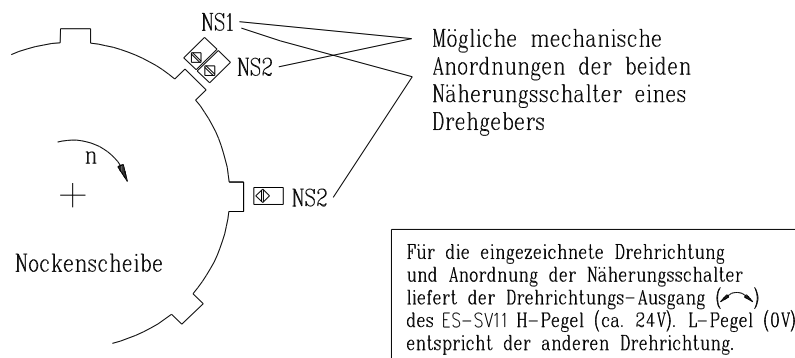 NS1
NS2
Mögliche mechanische
Anordnungen der beiden
Näherungsschalter eines
Drehgebers
n
NS2
Nockenscheibe
Für die eingezeichnete Drehrichtung
und Anordnung der Näherungsschalter
liefert der Drehrichtungs-Ausgang ( )
des ES-SV11 H-Pegel (ca. 24V). L-Pegel (0V)
entspricht der anderen Drehrichtung.